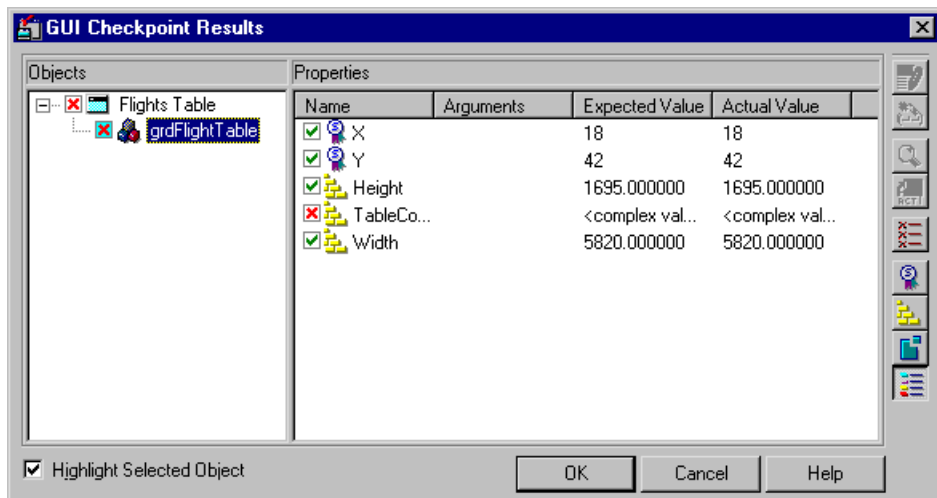 GUI Checkpoint Results
Objects
Properties
Flights Table
grdFlightTable
Name Arguments Expected Value Actual Value
X 18 18
Y 42 42
Height 1695.000000 1695.000000
TableCo... <complex val... <complex val...
Width 5820.000000 5820.000000
RCT
Highlight Selected Object
OK Cancel Help